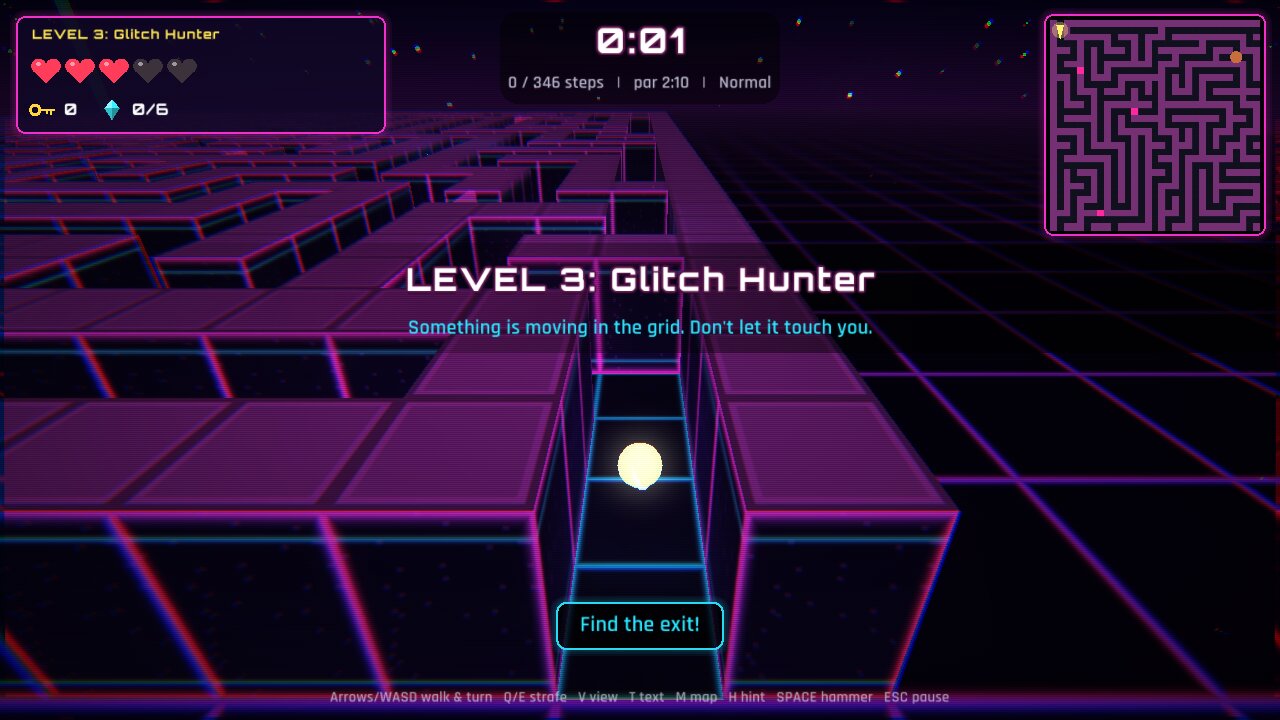 LEVEL 3: Glitch Hunter
0
0/6
0:01
0 / 346 steps | par 2:10 | Normal
LEVEL 3: Glitch Hunter
Something is moving in the grid. Don't let it touch you.
Find the exit!
Arrows/WASD walk & turn Q/E strafe V view T text M map H hint SPACE hammer ESC pause